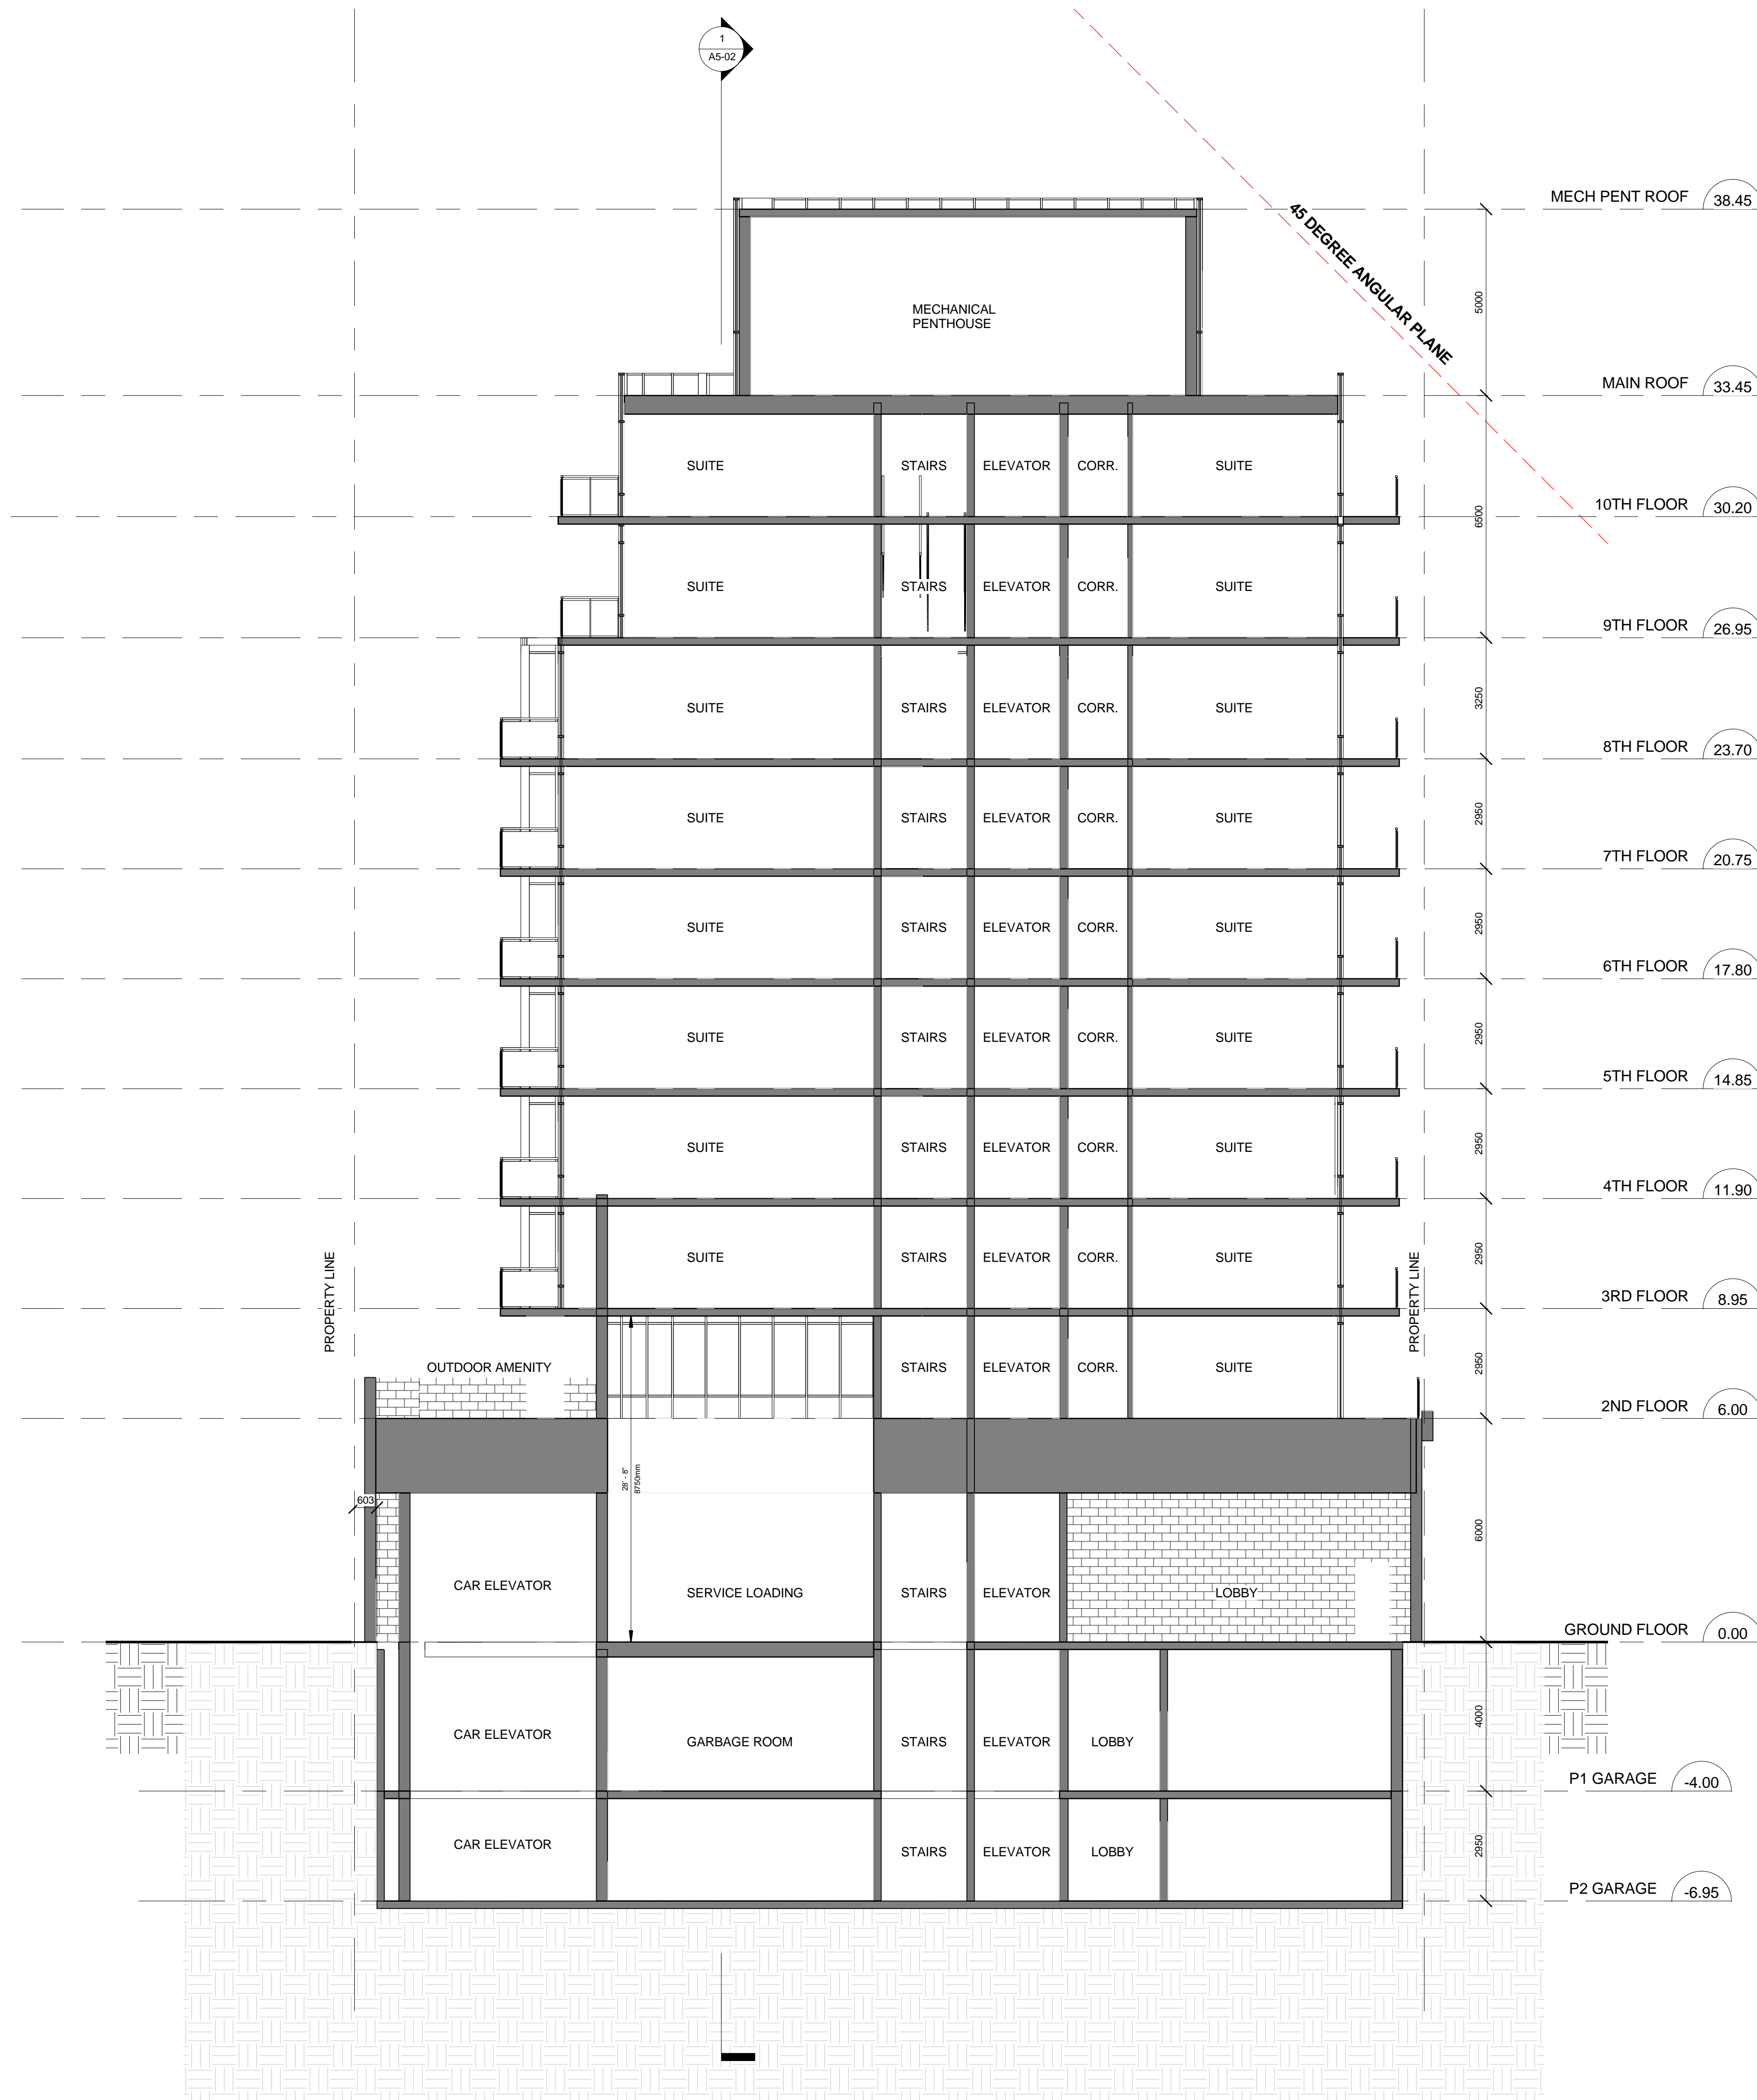 1
A5-02
MECH PENT ROOF 38.45
45 DEGREE ANGULAR PLANE
5000
MECHANICAL
PENTHOUSE
MAIN ROOF 33.45
SUITE STAIRS ELEVATOR CORR. SUITE
10TH FLOOR 30.20
6500
SUITE STAIRS ELEVATOR CORR. SUITE
9TH FLOOR 26.95
SUITE STAIRS ELEVATOR CORR. SUITE
3250
8TH FLOOR 23.70
SUITE STAIRS ELEVATOR CORR. SUITE
2950
7TH FLOOR 20.75
SUITE STAIRS ELEVATOR CORR. SUITE
2950
6TH FLOOR 17.80
SUITE STAIRS ELEVATOR CORR. SUITE
2950
5TH FLOOR 14.85
SUITE STAIRS ELEVATOR CORR. SUITE
2950
4TH FLOOR 11.90
SUITE STAIRS ELEVATOR CORR. SUITE
2950
PROPERTY LINE
PROPERTY LINE
3RD FLOOR 8.95
OUTDOOR AMENITY STAIRS ELEVATOR CORR. SUITE
2950
2ND FLOOR 6.00
28' - 8"
8750mm
603
6000
CAR ELEVATOR SERVICE LOADING STAIRS ELEVATOR LOBBY
GROUND FLOOR 0.00
4000
CAR ELEVATOR GARBAGE ROOM STAIRS ELEVATOR LOBBY
P1 GARAGE -4.00
2950
CAR ELEVATOR STAIRS ELEVATOR LOBBY
P2 GARAGE -6.95